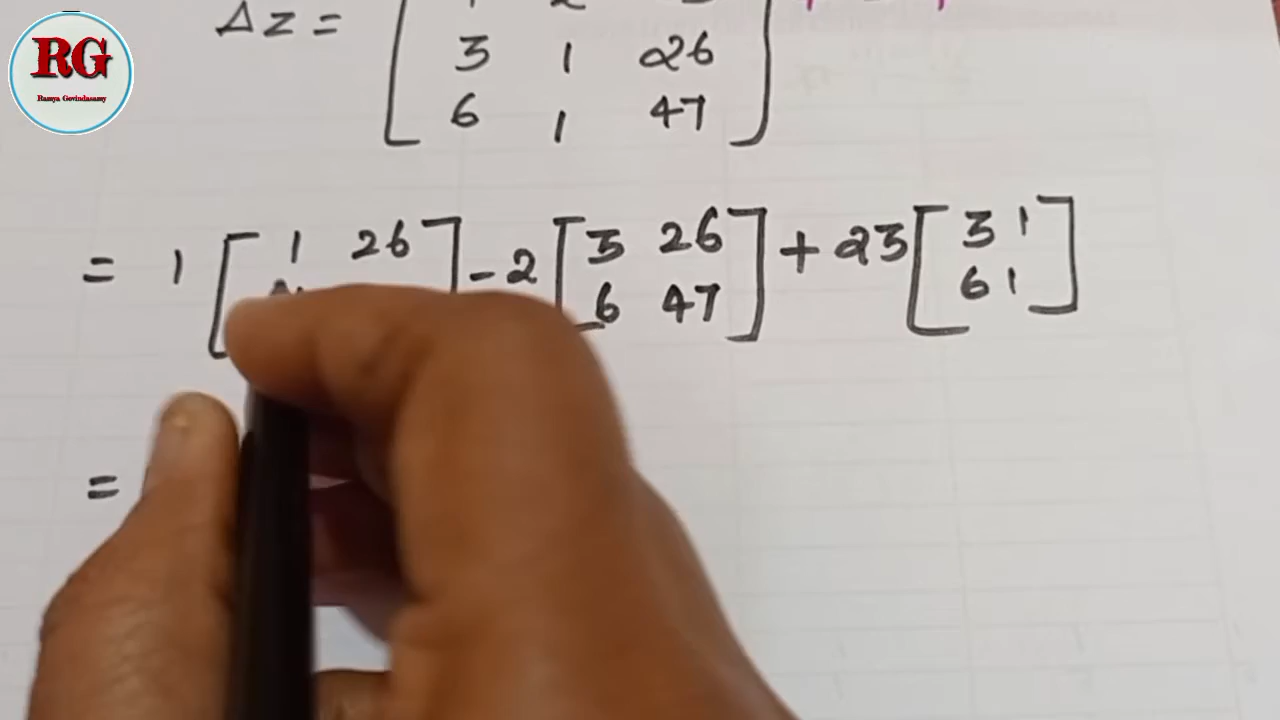 RG
Ramya Govindasamy
Δz =
3 1 26
6 1 47
= 1 [ 1 26 ] - 2 [ 3 26 ] + 23 [ 3 1 ]
6 47 6 1
=